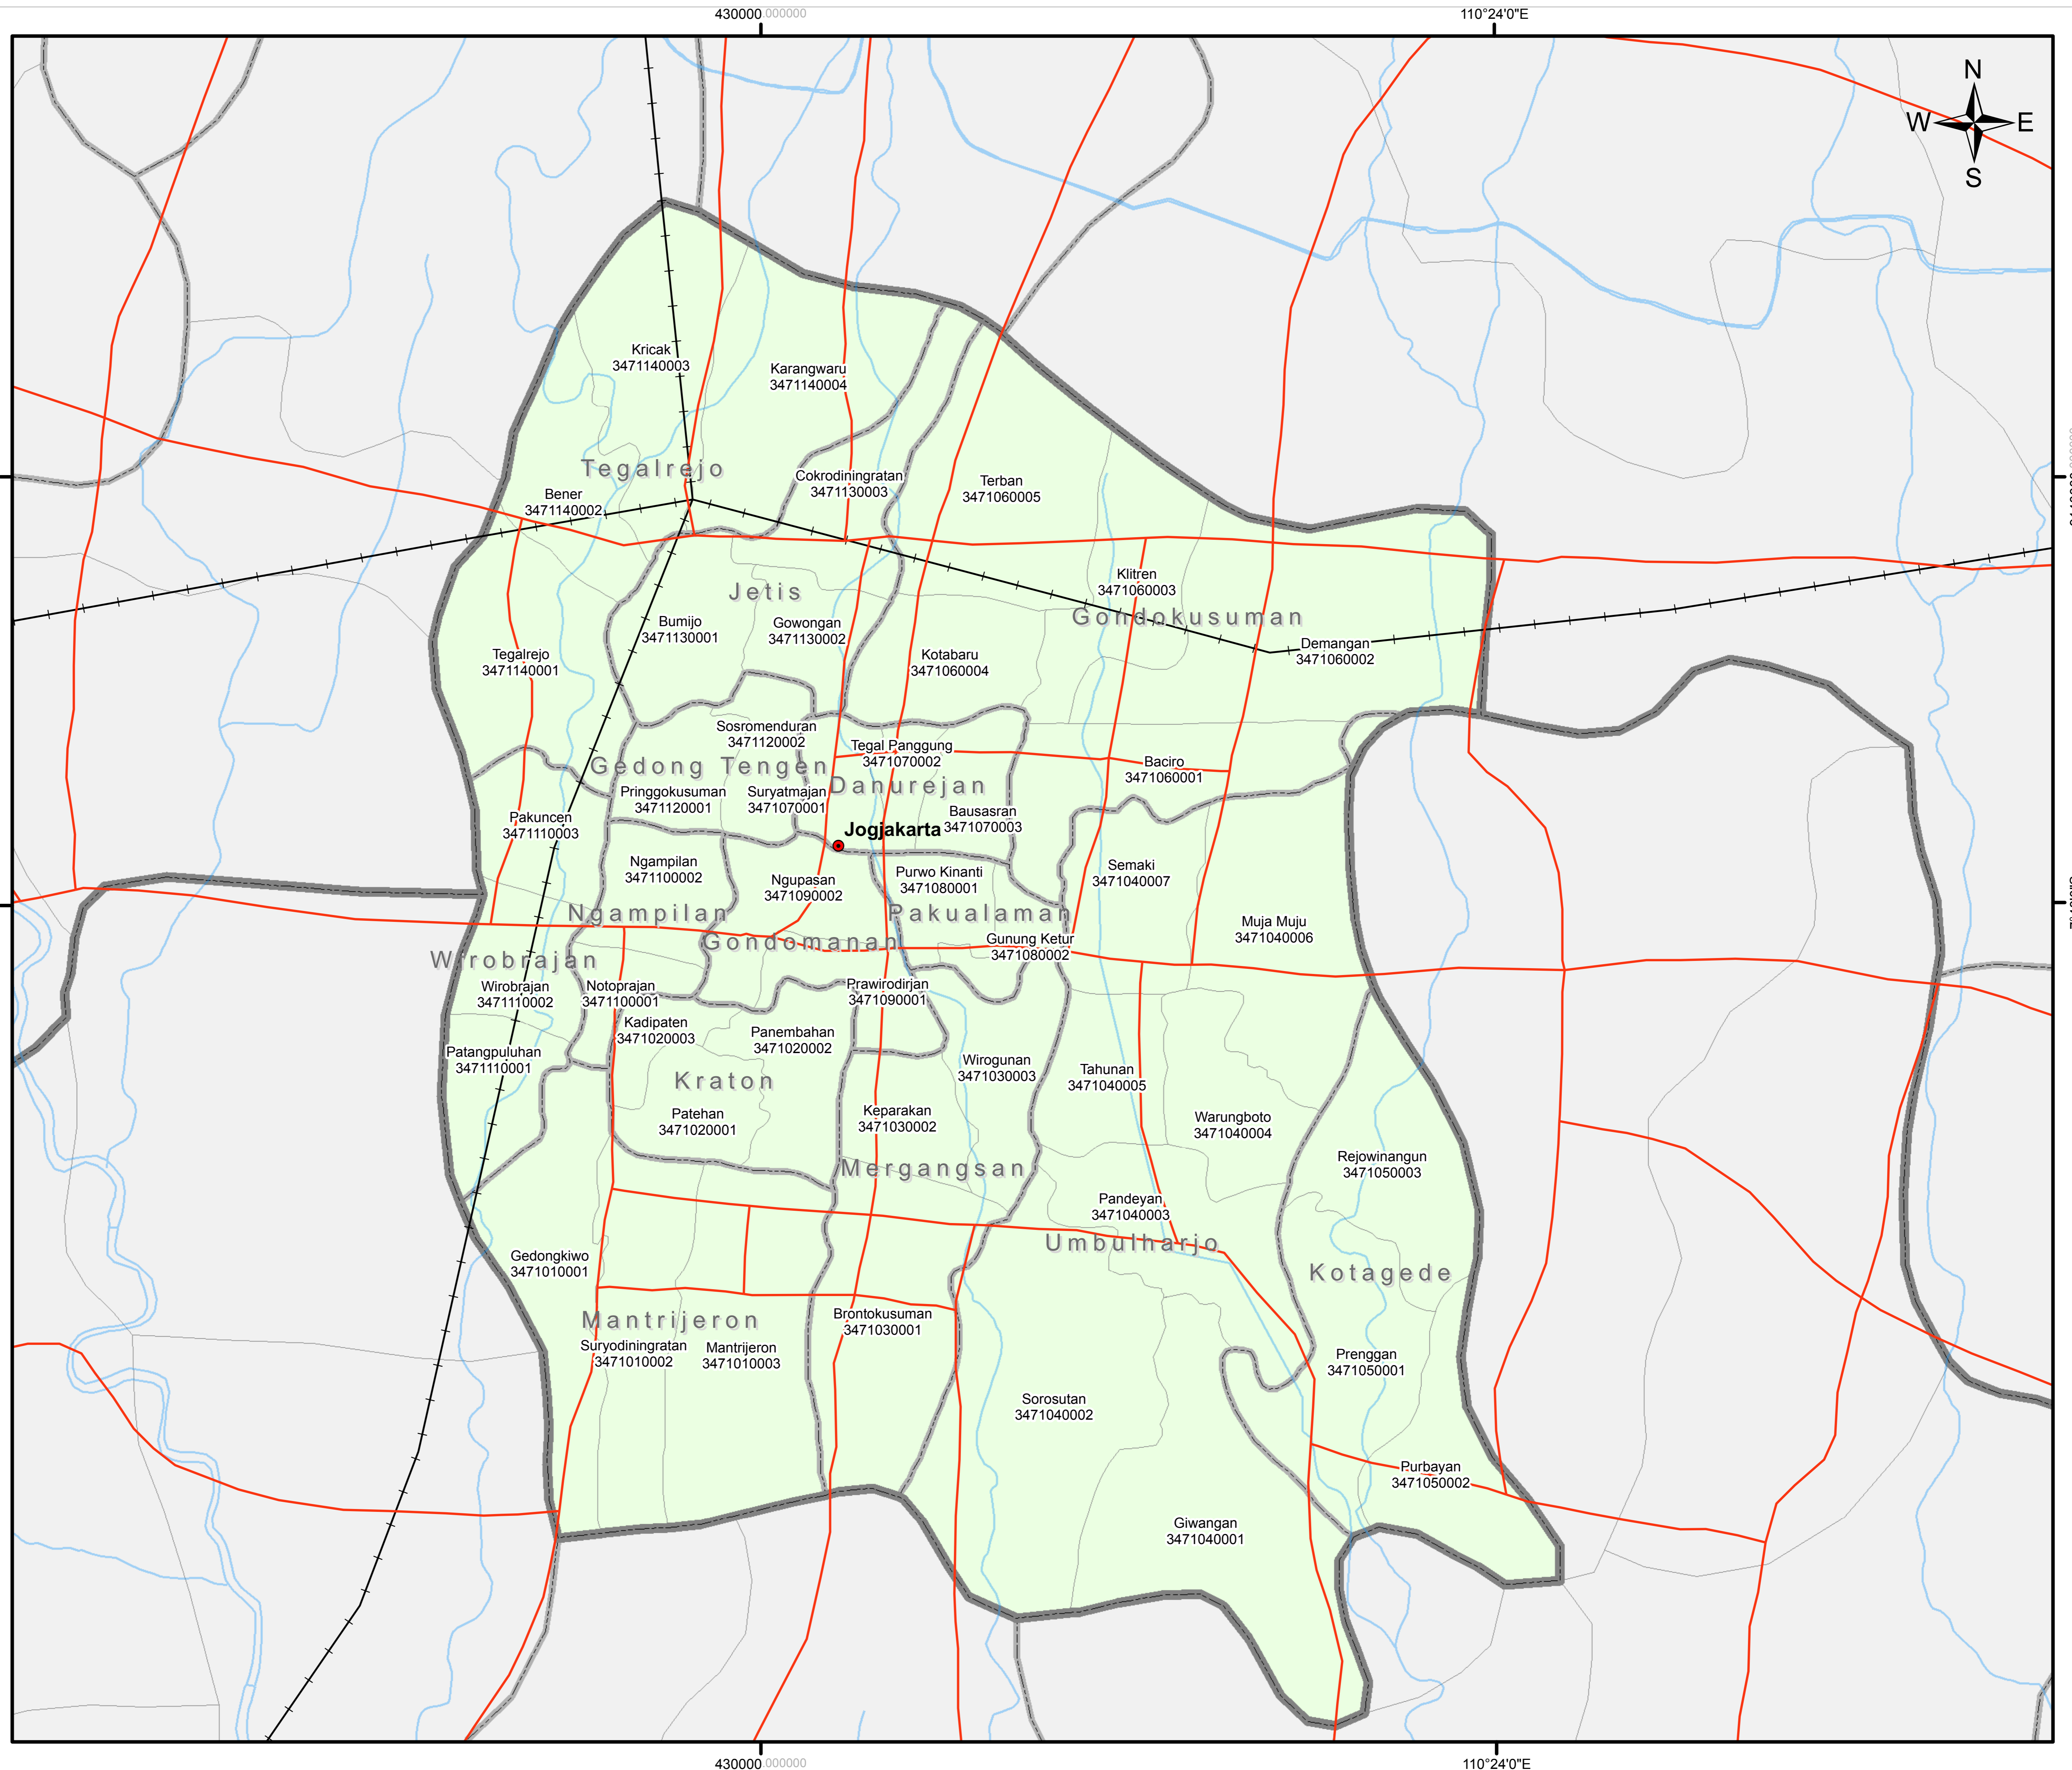 430000.000000
110°24'0"E
N
W
E
S
Kricak
3471140003
Karangwaru
3471140004
Tegalrejo
Cokrodiningratan
3471130003
Terban
3471060005
Bener
3471140002
Klitren
3471060003
Jetis
Gondokusuman
Bumijo
3471130001
Gowongan
3471130002
Demangan
3471060002
Tegalrejo
3471140001
Kotabaru
3471060004
Sosromenduran
3471120002
Tegal Panggung
3471070002
Baciro
3471060001
Gedong Tengen
Danurejan
Pringgokusuman
3471120001
Suryatmajan
3471070001
Bausasran
3471070003
Pakuncen
3471110003
Jogjakarta
Ngampilan
3471100002
Ngupasan
3471090002
Purwo Kinanti
3471080001
Semaki
3471040007
Ngampilan
Pakualaman
Muja Muju
3471040006
Gondomanan
Gunung Ketur
3471080002
Wirobrajan
Wirobrajan
3471110002
Notoprajan
3471100001
Prawirodirjan
3471090001
Kadipaten
3471020003
Panembahan
3471020002
Patangpuluhan
3471110001
Wirogunan
3471030003
Tahunan
3471040005
Kraton
Patehan
3471020001
Keparakan
3471030002
Warungboto
3471040004
Mergangsan
Rejowinangun
3471050003
Pandeyan
3471040003
Umbulharjo
Gedongkiwo
3471010001
Kotagede
Mantrijeron
Brontokusuman
3471030001
Suryodiningratan
3471010002
Mantrijeron
3471010003
Prenggan
3471050001
Sorosutan
3471040002
Purbayan
3471050002
Giwangan
3471040001
430000.000000
110°24'0"E